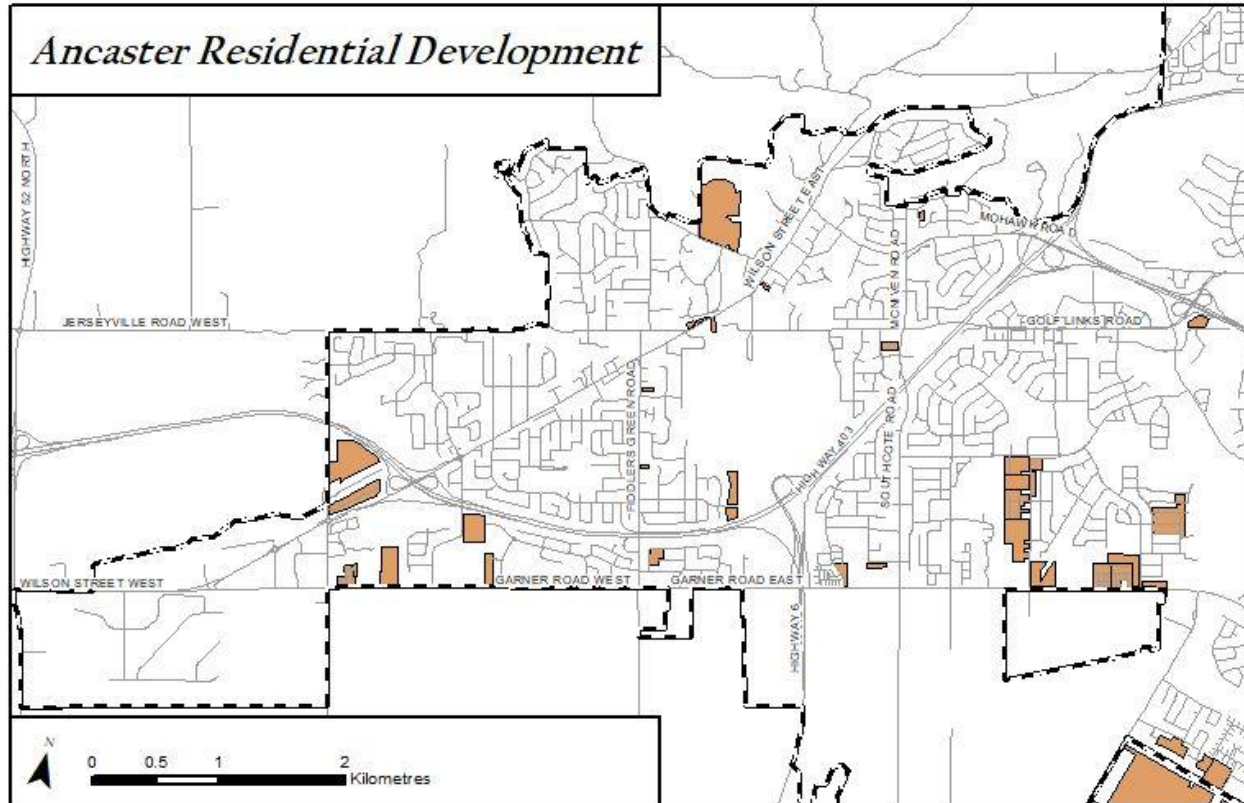 Ancaster Residential Development
HIGHWAY 52 NORTH
WILSON STREET EAST
MOHAWK ROAD
MCNIVEN ROAD
JERSEYVILLE ROAD WEST
GOLF LINKS ROAD
FIDDLERS GREEN ROAD
SOUTHCOTE ROAD
HIGHWAY 403
WILSON STREET WEST
GARNER ROAD WEST
GARNER ROAD EAST
HIGHWAY 6
N
0 0.5 1 2
Kilometres